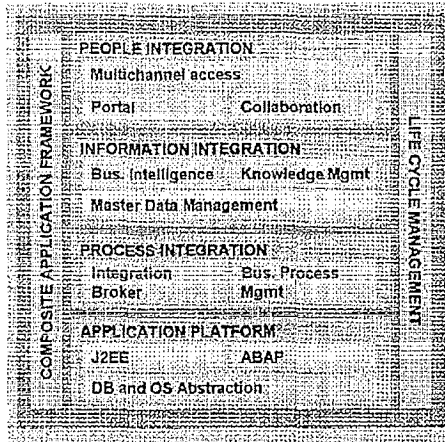 COMPOSITE APPLICATION FRAMEWORK
PEOPLE INTEGRATION
Multichannel access
Portal Collaboration
INFORMATION INTEGRATION
Bus. Intelligence Knowledge Mgmt
Master Data Management
PROCESS INTEGRATION
Integration Bus. Process
Broker Mgmt
APPLICATION PLATFORM
J2EE ABAP
DB and OS Abstraction
LIFE CYCLE MANAGEMENT